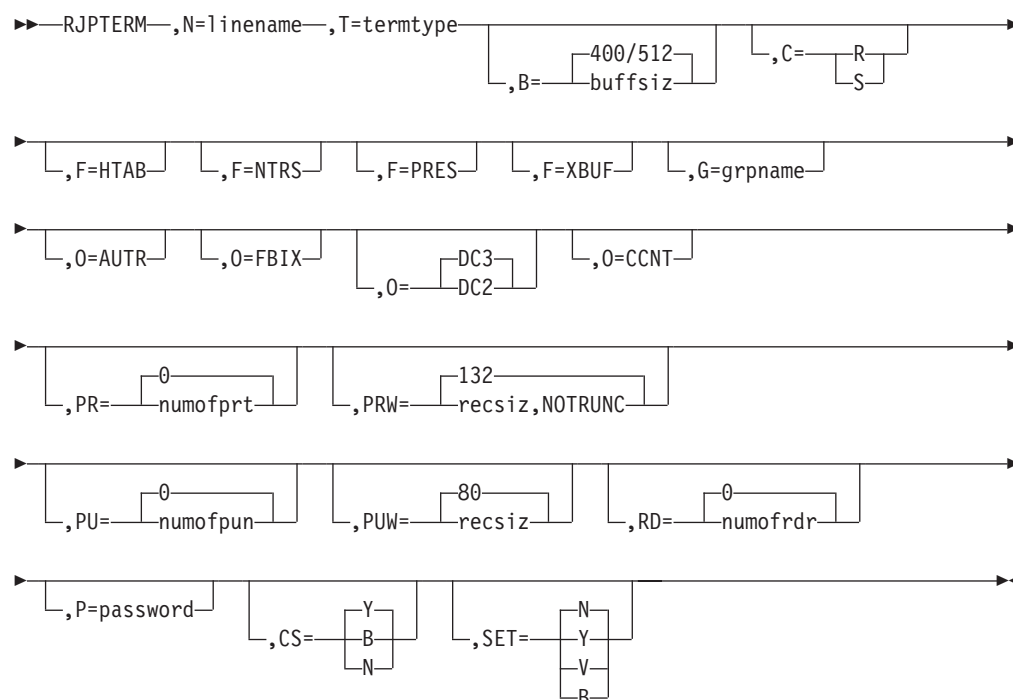 RJPTERM ,N=linename ,T=termtype
400/512
,B= buffsiz
,C= R
S
,F=HTAB ,F=NTRS ,F=PRES ,F=XBUF ,G=grpname
,O=AUTR ,O=FBIX ,O=CCNT
DC3
,O= DC2
0 132
,PR= numofprt ,PRW= recsiz,NOTRUNC
0 80 0
,PU= numofpun ,PUW= recsiz ,RD= numofrdr
,P=password
Y N
,CS= B ,SET= Y
N V
B